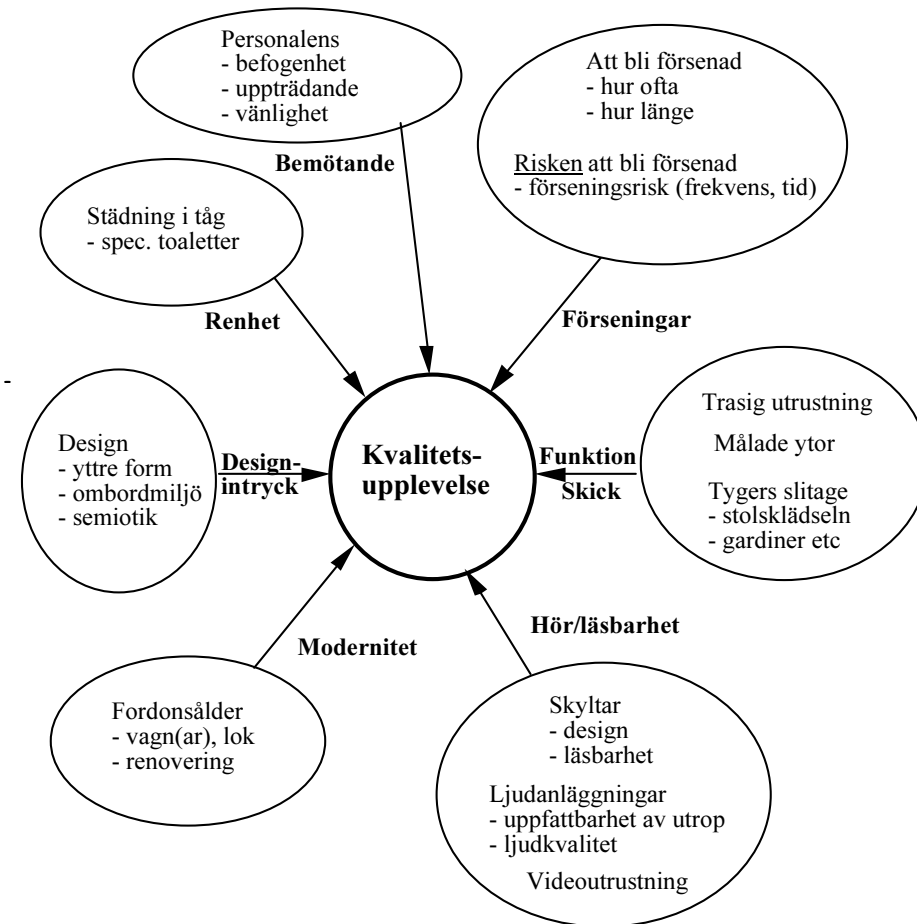 Personalens
- befogenhet
- uppträdande
- vänlighet
Bemötande
Att bli försenad
- hur ofta
- hur länge
Risken att bli försenad
- förseningsrisk (frekvens, tid)
Förseningar
Städning i tåg
- spec. toaletter
Renhet
-
Design
- yttre form
- ombordmiljö
- semiotik
Design-
intryck
Kvalitets-
upplevelse
Funktion
Skick
Trasig utrustning
Målade ytor
Tygers slitage
- stolsklädseln
- gardiner etc
Modernitet
Fordonsålder
- vagn(ar), lok
- renovering
Hör/läsbarhet
Skyltar
- design
- läsbarhet
Ljudanläggningar
- uppfattbarhet av utrop
- ljudkvalitet
Videoutrustning